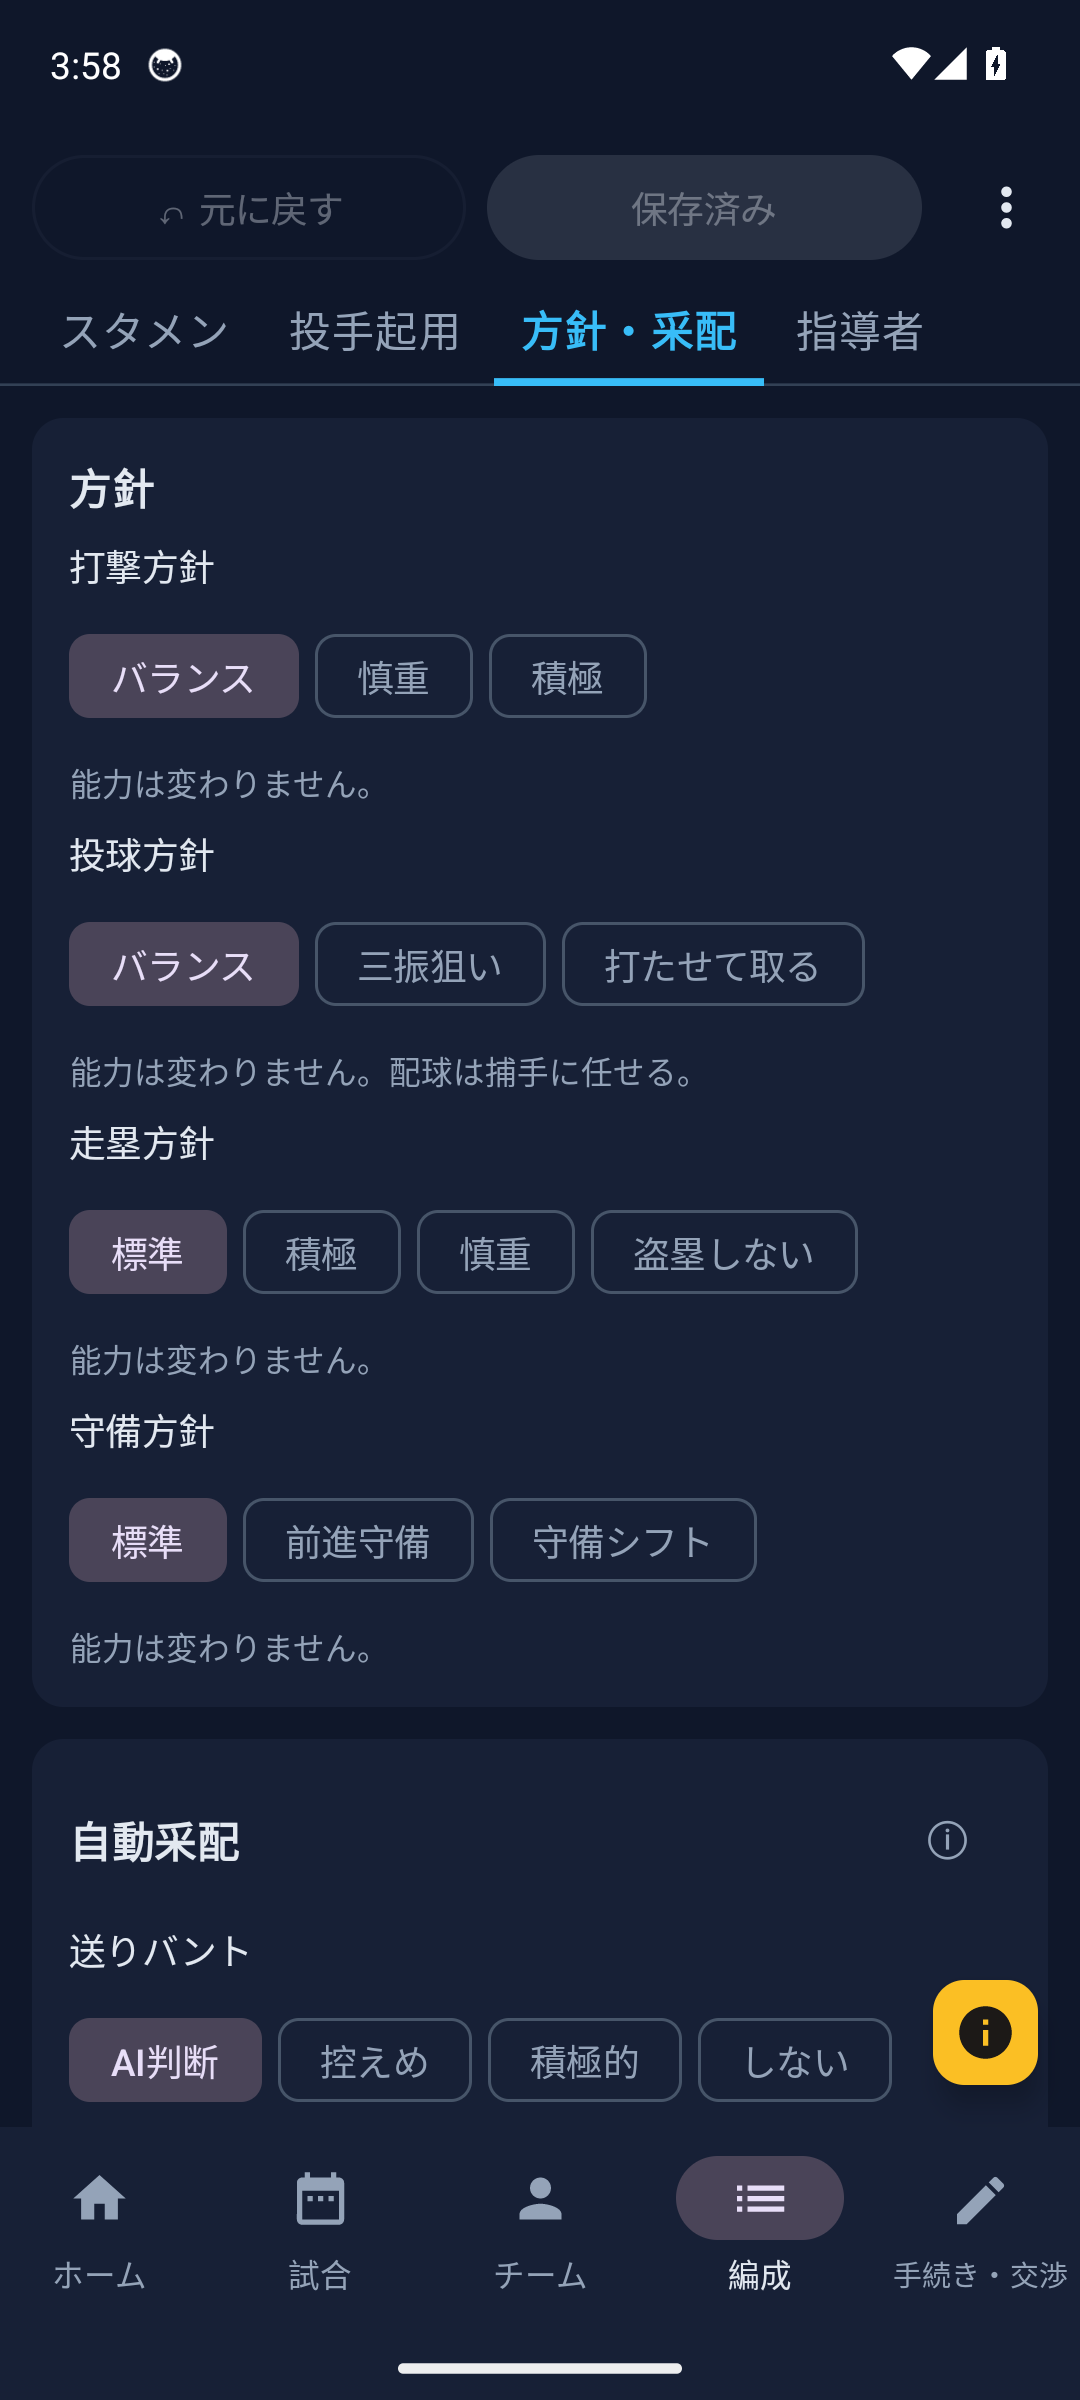 3:58
元に戻す
保存済み
スタメン
投手起用
方針・采配
指導者
方針
打撃方針
バランス
慎重
積極
能力は変わりません。
投球方針
バランス
三振狙い
打たせて取る
能力は変わりません。配球は捕手に任せる。
走塁方針
標準
積極
慎重
盗塁しない
能力は変わりません。
守備方針
標準
前進守備
守備シフト
能力は変わりません。
自動采配
送りバント
AI判断
控えめ
積極的
しない
ホーム
試合
チーム
編成
手続き・交渉